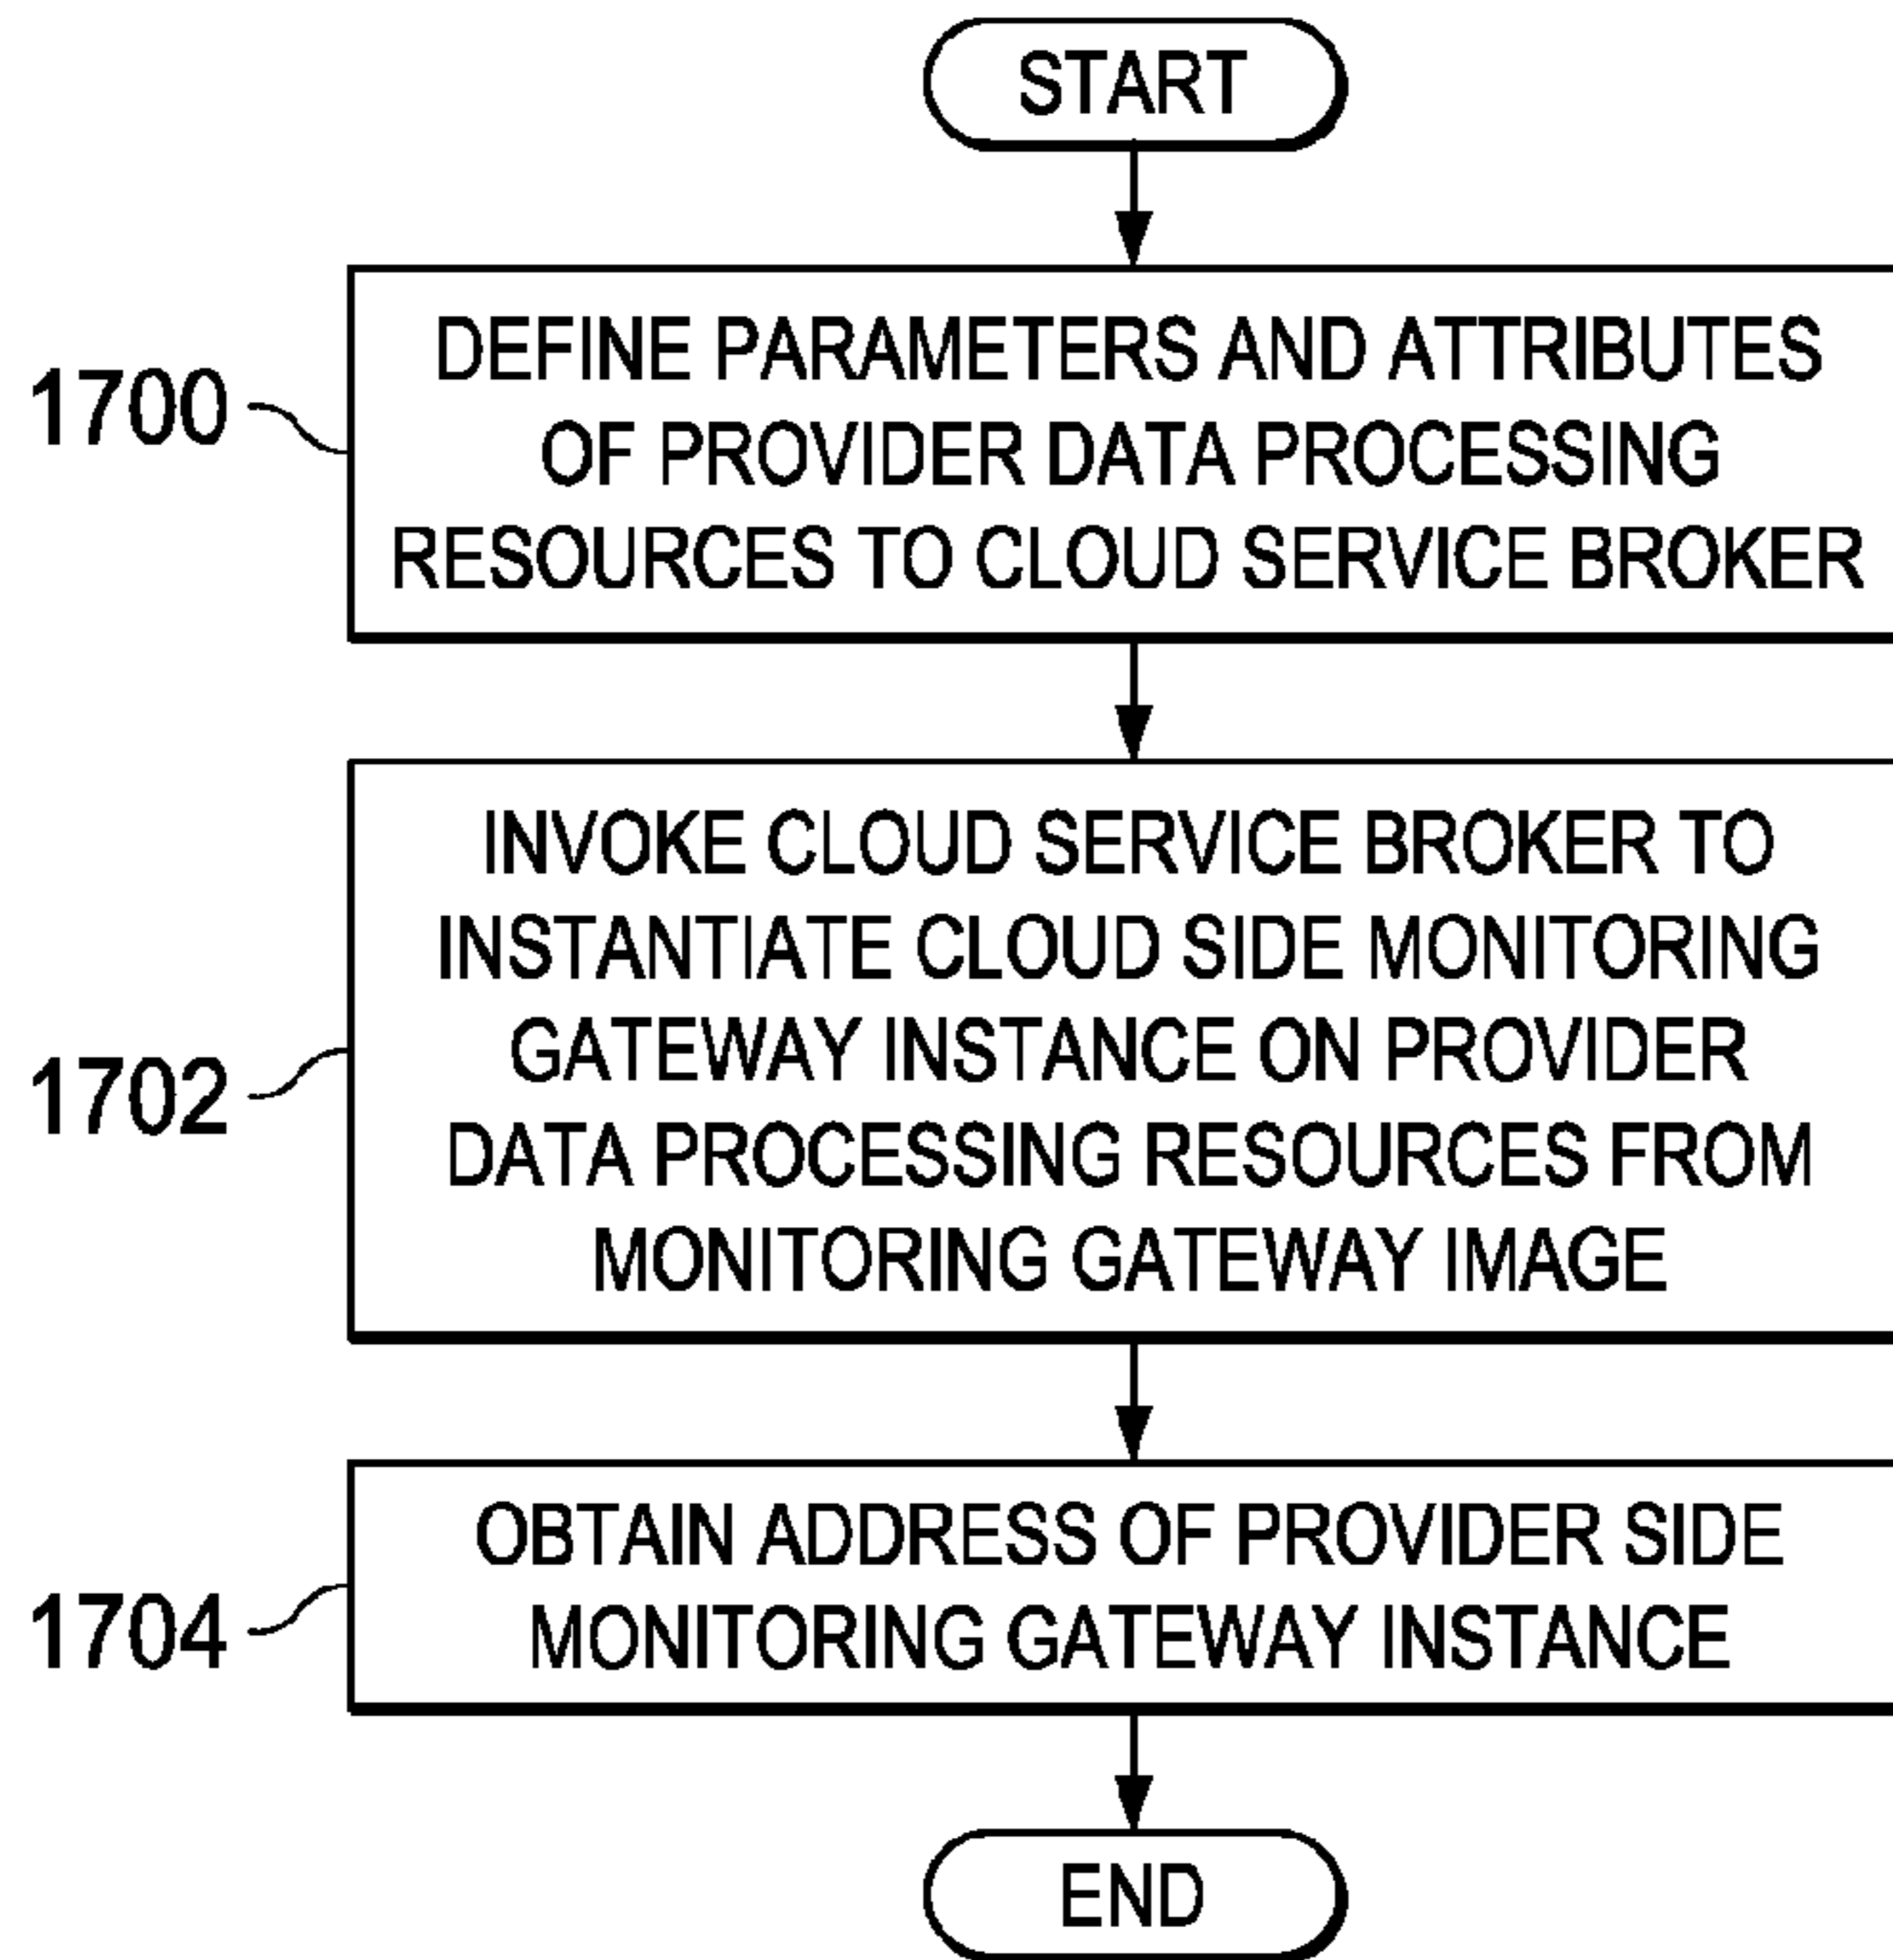 START
1700
DEFINE PARAMETERS AND ATTRIBUTES
OF PROVIDER DATA PROCESSING
RESOURCES TO CLOUD SERVICE BROKER
1702
INVOKE CLOUD SERVICE BROKER TO
INSTANTIATE CLOUD SIDE MONITORING
GATEWAY INSTANCE ON PROVIDER
DATA PROCESSING RESOURCES FROM
MONITORING GATEWAY IMAGE
1704
OBTAIN ADDRESS OF PROVIDER SIDE
MONITORING GATEWAY INSTANCE
END